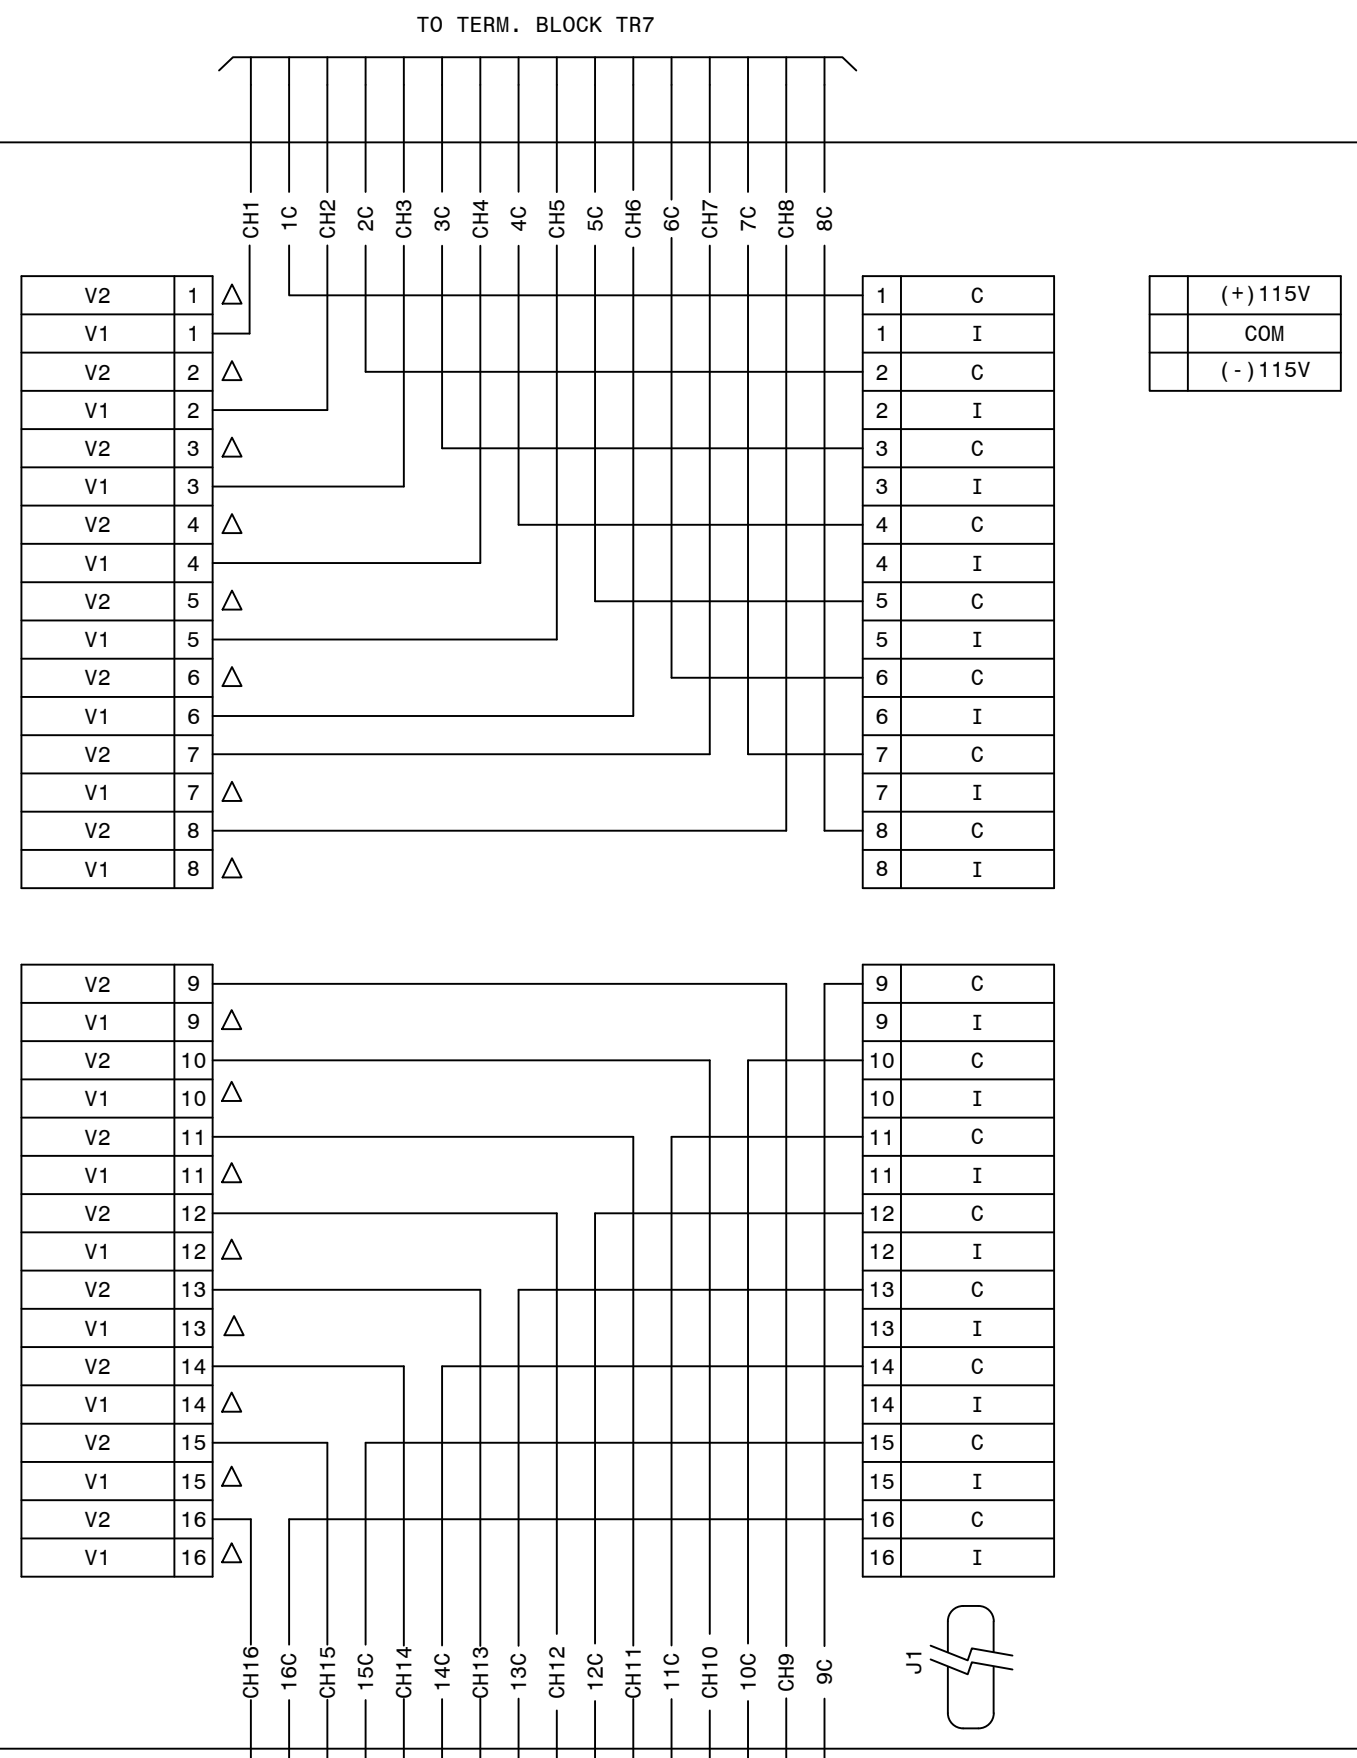 TO TERM. BLOCK TR7
CH1 1C CH2 2C CH3 3C CH4 4C CH5 5C CH6 6C CH7 7C CH8 8C
V2 1 1 C (+)115V
V1 1 1 I COM
V2 2 2 C (-)115V
V1 2 2 I
V2 3 3 C
V1 3 3 I
V2 4 4 C
V1 4 4 I
V2 5 5 C
V1 5 5 I
V2 6 6 C
V1 6 6 I
V2 7 7 C
V1 7 7 I
V2 8 8 C
V1 8 8 I
V2 9 9 C
V1 9 9 I
V2 10 10 C
V1 10 10 I
V2 11 11 C
V1 11 11 I
V2 12 12 C
V1 12 12 I
V2 13 13 C
V1 13 13 I
V2 14 14 C
V1 14 14 I
V2 15 15 C
V1 15 15 I
V2 16 16 C
V1 16 16 I
CH16 16C CH15 15C CH14 14C CH13 13C CH12 12C CH11 11C CH10 10C CH9 9C J1